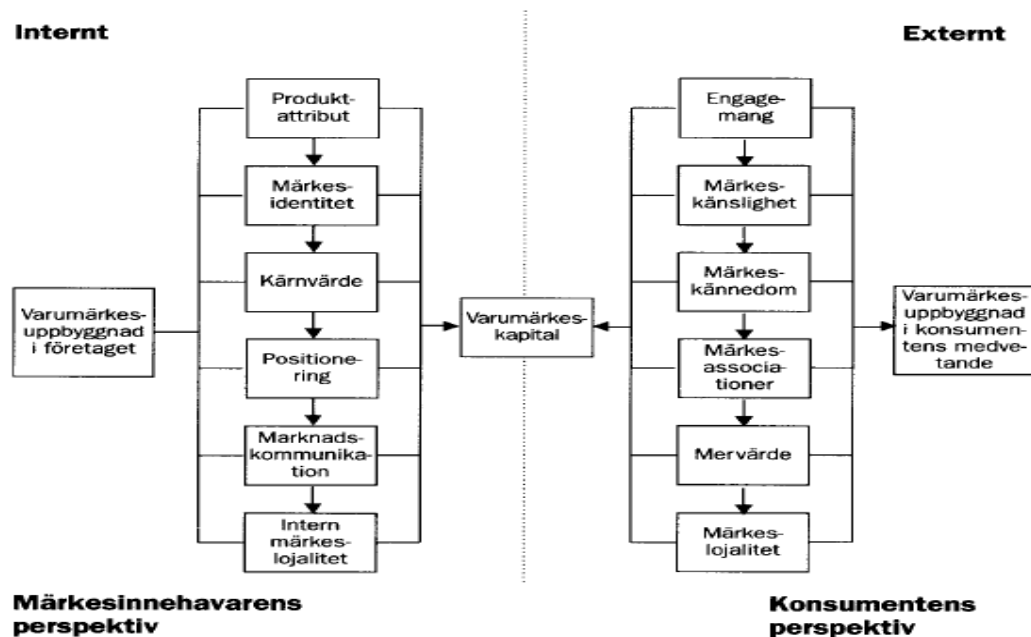 Internt
Externt
Produkt-
attribut
Märkes-
identitet
Kärnvärde
Positione-
ring
Marknads-
kommunika-
tion
Intern
märkes-
lojalitet
Varumärkes-
uppbyggnad
i företaget
Varumärkes-
kapital
Engage-
mang
Märkes-
känslighet
Märkes-
kännedom
Märkes-
associa-
tioner
Mervärde
Märkes-
lojalitet
Varumärkes-
uppbyggnad
i konsumen-
tens medve-
tande
Märkesinnehavarens
perspektiv
Konsumentens
perspektiv